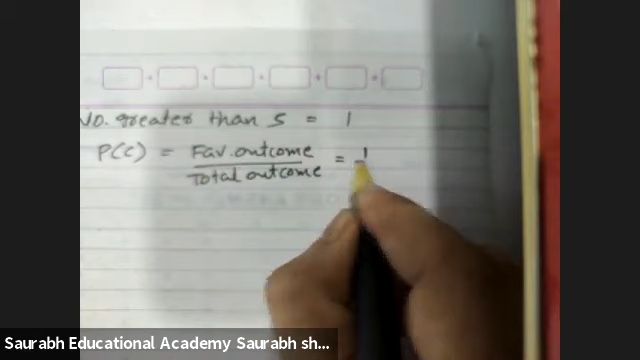 No. greater than 5 = 1
P(C) = Fav. outcome / Total outcome = 1
Saurabh Educational Academy Saurabh sh...